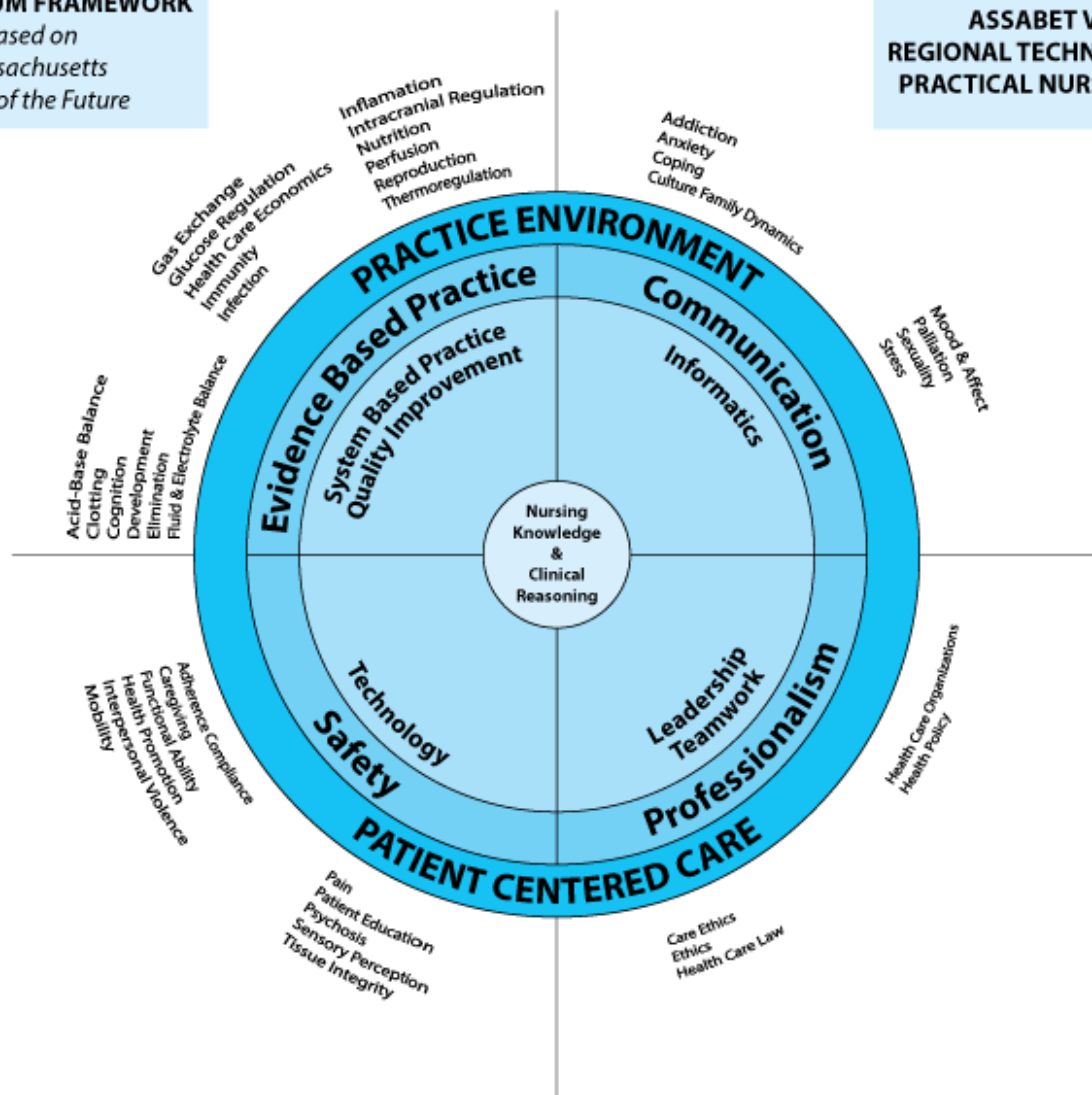 UM FRAMEWORK
ased on
sachusetts
of the Future
ASSABET V
REGIONAL TECHN
PRACTICAL NUR
Inflamation
Intracranial Regulation
Nutrition
Perfusion
Reproduction
Thermoregulation
Addiction
Anxiety
Coping
Culture Family Dynamics
Gas Exchange
Glucose Regulation
Health Care Economics
Immunity
Infection
Mood & Affect
Palliation
Sexuality
Stress
Acid-Base Balance
Clotting
Cognition
Development
Elimination
Fluid & Electrolyte Balance
PRACTICE ENVIRONMENT
Evidence Based Practice
Communication
System Based Practice
Quality Improvement
Informatics
Nursing
Knowledge
&
Clinical
Reasoning
Technology
Leadership
Teamwork
Safety
Professionalism
PATIENT CENTERED CARE
Adherence Compliance
Caregiving
Functional Ability
Health Promotion
Interpersonal Violence
Mobility
Health Care Organizations
Health Policy
Pain
Patient Education
Psychosis
Sensory Perception
Tissue Integrity
Care Ethics
Ethics
Health Care Law